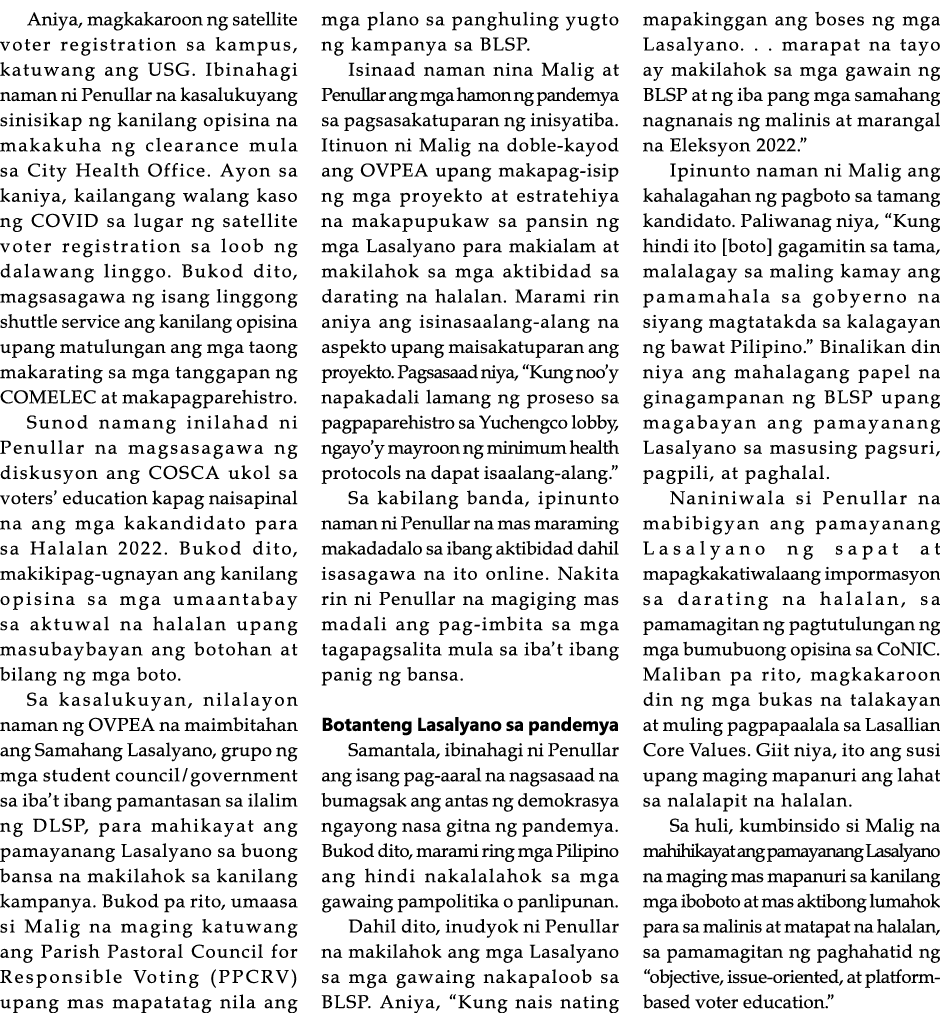 Aniya, magkakaroon ng satellite
voter registration sa kampus,
katuwang ang USG. Ibinahagi
naman ni Penullar na kasalukuyang
sinisikap ng kanilang opisina na
makakuha ng clearance mula
sa City Health Office. Ayon sa
kaniya, kailangang walang kaso
ng COVID sa lugar ng satellite
voter registration sa loob ng
dalawang linggo. Bukod dito,
magsasagawa ng isang linggong
shuttle service ang kanilang opisina
upang matulungan ang mga taong
makarating sa mga tanggapan ng
COMELEC at makapagparehistro.
Sunod namang inilahad ni
Penullar na magsasagawa ng
diskusyon ang COSCA ukol sa
voters’ education kapag naisapinal
na ang mga kakandidato para
sa Halalan 2022. Bukod dito,
makikipag-ugnayan ang kanilang
opisina sa mga umaantabay
sa aktuwal na halalan upang
masubaybayan ang botohan at
bilang ng mga boto.
Sa kasalukuyan, nilalayon
naman ng OVPEA na maimbitahan
ang Samahang Lasalyano, grupo ng
mga student council/government
sa iba’t ibang pamantasan sa ilalim
ng DLSP, para mahikayat ang
pamayanang Lasalyano sa buong
bansa na makilahok sa kanilang
kampanya. Bukod pa rito, umaasa
si Malig na maging katuwang
ang Parish Pastoral Council for
Responsible Voting (PPCRV)
upang mas mapatatag nila ang
mga plano sa panghuling yugto
ng kampanya sa BLSP.
Isinaad naman nina Malig at
Penullar ang mga hamon ng pandemya
sa pagsasakatuparan ng inisyatiba.
Itinuon ni Malig na doble-kayod
ang OVPEA upang makapag-isip
ng mga proyekto at estratehiya
na makapupukaw sa pansin ng
mga Lasalyano para makialam at
makilahok sa mga aktibidad sa
darating na halalan. Marami rin
aniya ang isinasaalang-alang na
aspekto upang maisakatuparan ang
proyekto. Pagsasaad niya, “Kung noo’y
napakadali lamang ng proseso sa
pagpaparehistro sa Yuchengco lobby,
ngayo’y mayroon ng minimum health
protocols na dapat isaalang-alang.”
Sa kabilang banda, ipinunto
naman ni Penullar na mas maraming
makadadalo sa ibang aktibidad dahil
isasagawa na ito online. Nakita
rin ni Penullar na magiging mas
madali ang pag-imbita sa mga
tagapagsalita mula sa iba’t ibang
panig ng bansa.
Botanteng Lasalyano sa pandemya
Samantala, ibinahagi ni Penullar
ang isang pag-aaral na nagsasaad na
bumagsak ang antas ng demokrasya
ngayong nasa gitna ng pandemya.
Bukod dito, marami ring mga Pilipino
ang hindi nakalalahok sa mga
gawaing pampolitika o panlipunan.
Dahil dito, inudyok ni Penullar
na makilahok ang mga Lasalyano
sa mga gawaing nakapaloob sa
BLSP. Aniya, “Kung nais nating
mapakinggan ang boses ng mga
Lasalyano. . . marapat na tayo
ay makilahok sa mga gawain ng
BLSP at ng iba pang mga samahang
nagnanais ng malinis at marangal
na Eleksyon 2022.”
Ipinunto naman ni Malig ang
kahalagahan ng pagboto sa tamang
kandidato. Paliwanag niya, “Kung
hindi ito [boto] gagamitin sa tama,
malalagay sa maling kamay ang
pamamahala sa gobyerno na
siyang magtatakda sa kalagayan
ng bawat Pilipino.” Binalikan din
niya ang mahalagang papel na
ginagampanan ng BLSP upang
magabayan ang pamayanang
Lasalyano sa masusing pagsuri,
pagpili, at paghalal.
Naniniwala si Penullar na
mabibigyan ang pamayanang
Lasalyano ng sapat at
mapagkakatiwalaang impormasyon
sa darating na halalan, sa
pamamagitan ng pagtutulungan ng
mga bumubuong opisina sa CoNIC.
Maliban pa rito, magkakaroon
din ng mga bukas na talakayan
at muling pagpapaalala sa Lasallian
Core Values. Giit niya, ito ang susi
upang maging mapanuri ang lahat
sa nalalapit na halalan.
Sa huli, kumbinsido si Malig na
mahihikayat ang pamayanang Lasalyano
na maging mas mapanuri sa kanilang
mga iboboto at mas aktibong lumahok
para sa malinis at matapat na halalan,
sa pamamagitan ng paghahatid ng
“objective, issue-oriented, at platform-
based voter education.”